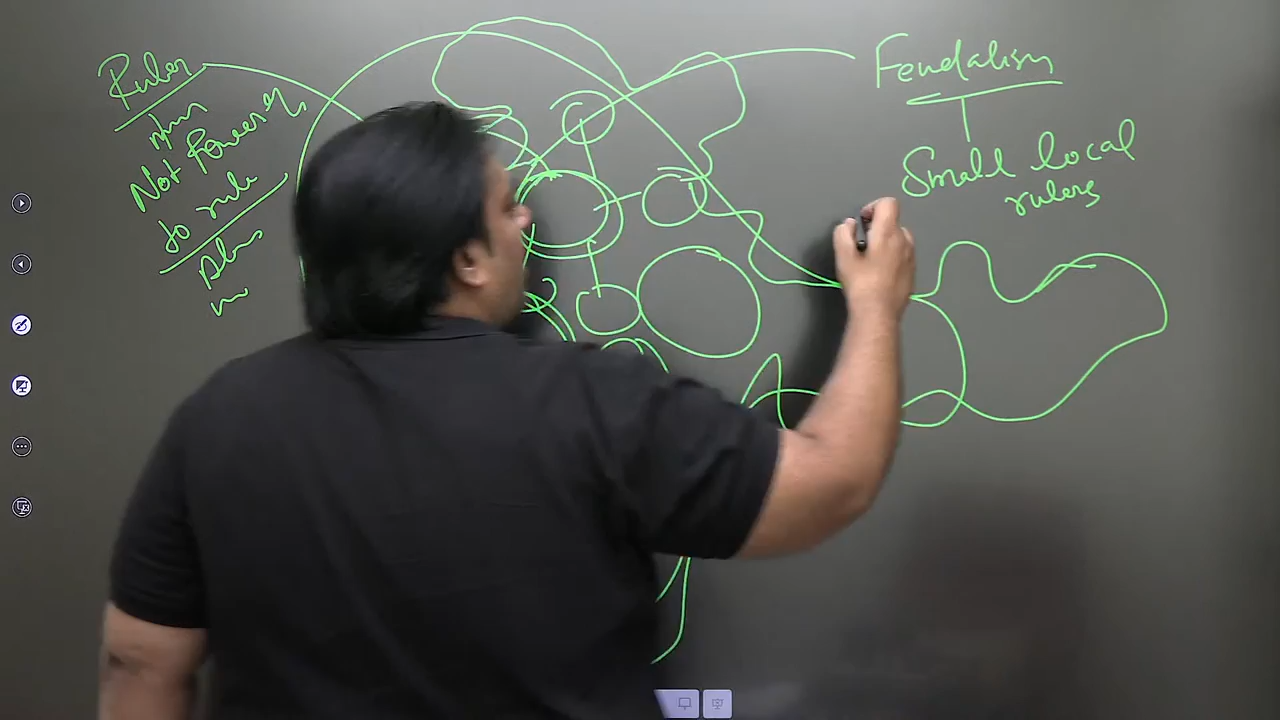 Ruler
Not Powerful
to rule
Feudalism
Small local
rulers